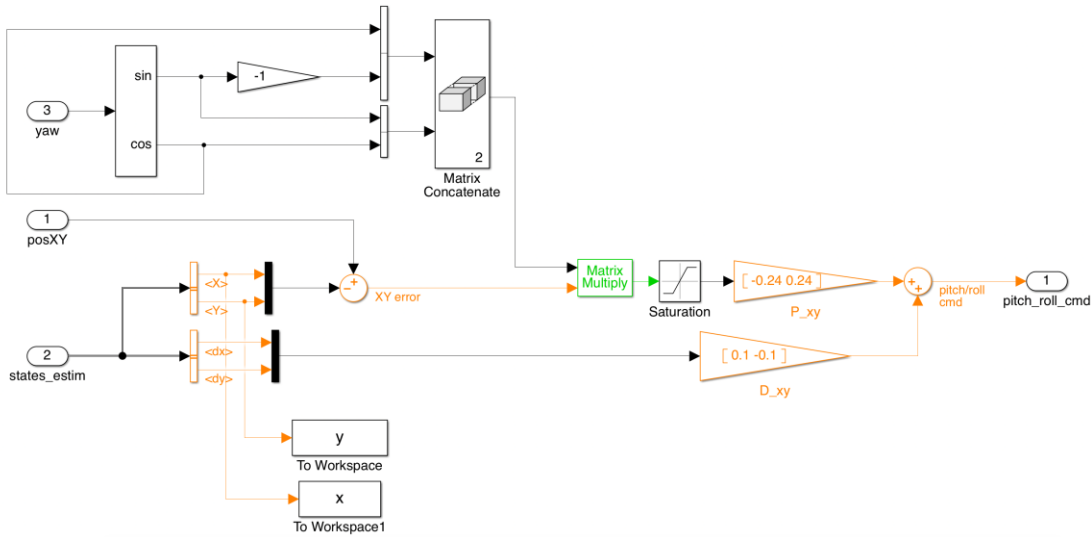 sin
-1
3
yaw
cos
2
Matrix
Concatenate
1
posXY
<X>
<Y>
− +
XY error
Matrix
Multiply
Saturation
[ -0.24 0.24 ]
P_xy
+
+
pitch/roll
cmd
1
pitch_roll_cmd
2
states_estim
<dx>
<dy>
[ 0.1 -0.1 ]
D_xy
y
To Workspace
x
To Workspace1